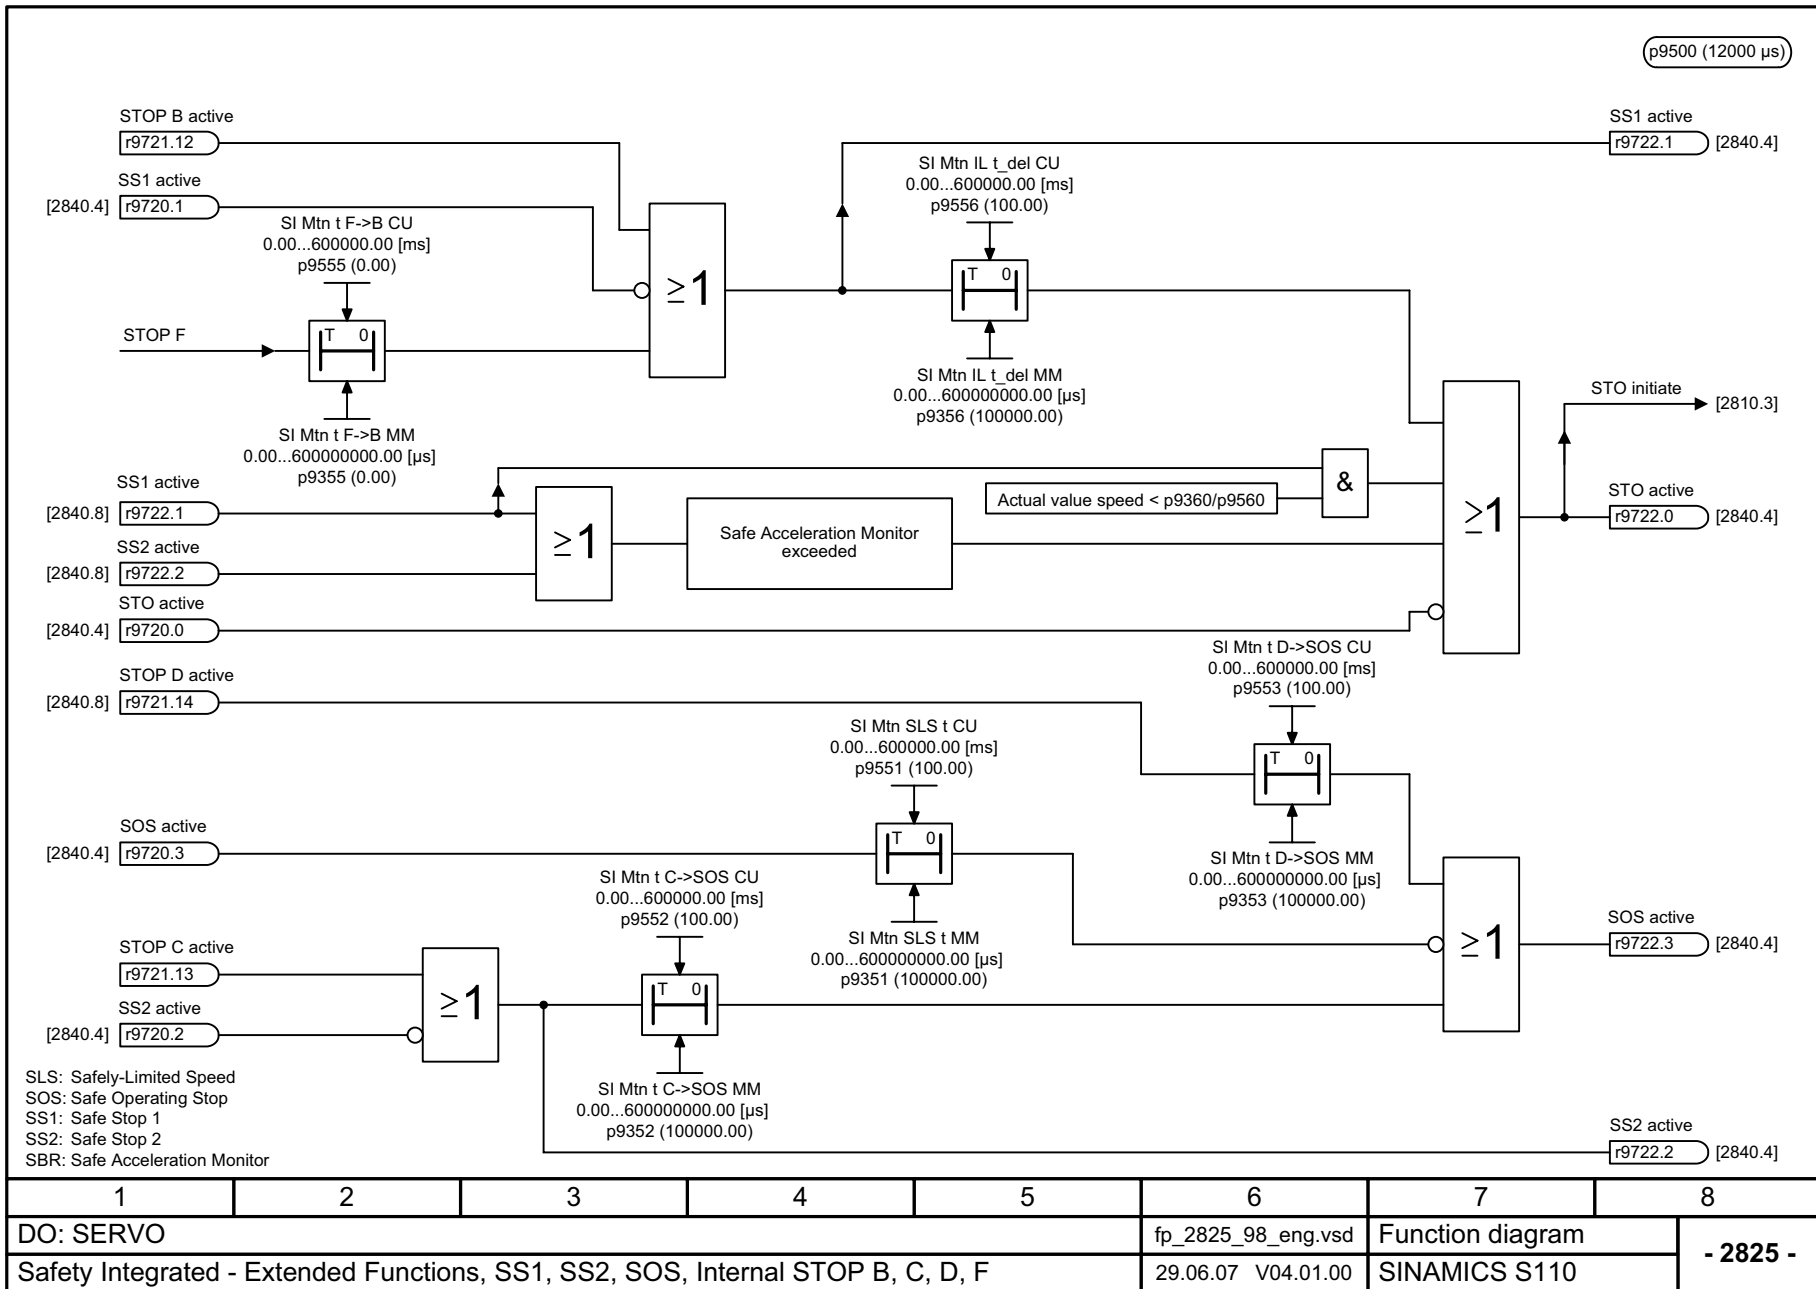 p9500 (12000 µs)
STOP B active
r9721.12
SS1 active
[2840.4] r9720.1
SI Mtn t F->B CU
0.00...600000.00 [ms]
p9555 (0.00)
STOP F
T 0
SI Mtn t F->B MM
0.00...600000000.00 [µs]
p9355 (0.00)
≥1
SI Mtn IL t_del CU
0.00...600000.00 [ms]
p9556 (100.00)
T 0
SI Mtn IL t_del MM
0.00...600000000.00 [µs]
p9356 (100000.00)
SS1 active
r9722.1 [2840.4]
SS1 active
[2840.8] r9722.1
SS2 active
[2840.8] r9722.2
≥1
Safe Acceleration Monitor
exceeded
Actual value speed < p9360/p9560
&
STO active
[2840.4] r9720.0
≥1
STO initiate
[2810.3]
STO active
r9722.0 [2840.4]
STOP D active
[2840.8] r9721.14
SI Mtn t D->SOS CU
0.00...600000.00 [ms]
p9553 (100.00)
T 0
SI Mtn t D->SOS MM
0.00...600000000.00 [µs]
p9353 (100000.00)
SOS active
[2840.4] r9720.3
SI Mtn SLS t CU
0.00...600000.00 [ms]
p9551 (100.00)
T 0
SI Mtn SLS t MM
0.00...600000000.00 [µs]
p9351 (100000.00)
STOP C active
r9721.13
SS2 active
[2840.4] r9720.2
≥1
SI Mtn t C->SOS CU
0.00...600000.00 [ms]
p9552 (100.00)
T 0
SI Mtn t C->SOS MM
0.00...600000000.00 [µs]
p9352 (100000.00)
≥1
SOS active
r9722.3 [2840.4]
SS2 active
r9722.2 [2840.4]
SLS: Safely-Limited Speed
SOS: Safe Operating Stop
SS1: Safe Stop 1
SS2: Safe Stop 2
SBR: Safe Acceleration Monitor
1 2 3 4 5 6 7 8
DO: SERVO
fp_2825_98_eng.vsd
Function diagram
- 2825 -
Safety Integrated - Extended Functions, SS1, SS2, SOS, Internal STOP B, C, D, F
29.06.07 V04.01.00
SINAMICS S110